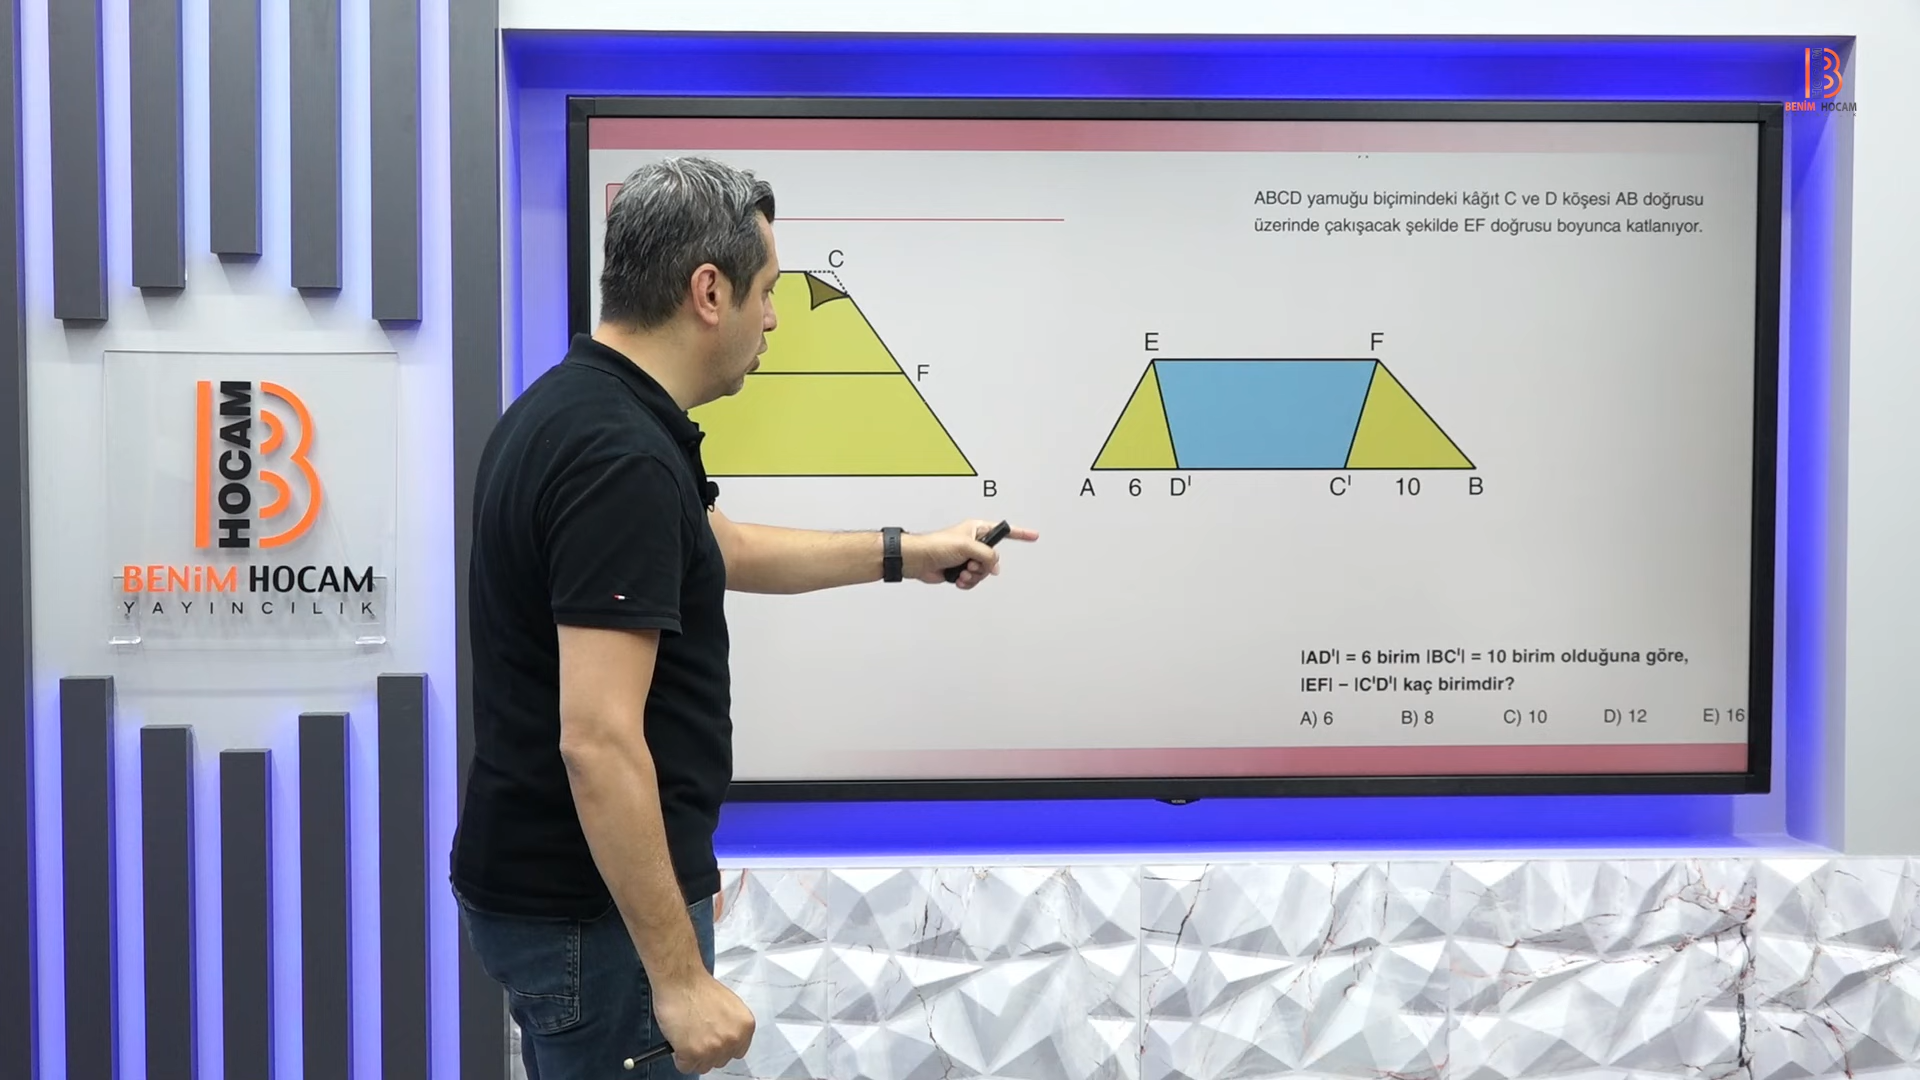 BENİM HOCAM
ABCD yamuğu biçimindeki kâğıt C ve D köşesi AB doğrusu
üzerinde çakışacak şekilde EF doğrusu boyunca katlanıyor.
C
F
B
E
F
A
6
D'
C'
10
B
HOCAM
B
BENiM HOCAM
YAYINCILIK
|AD'| = 6 birim |BC'| = 10 birim olduğuna göre,
|EF| – |C'D'| kaç birimdir?
A) 6 B) 8 C) 10 D) 12 E) 16